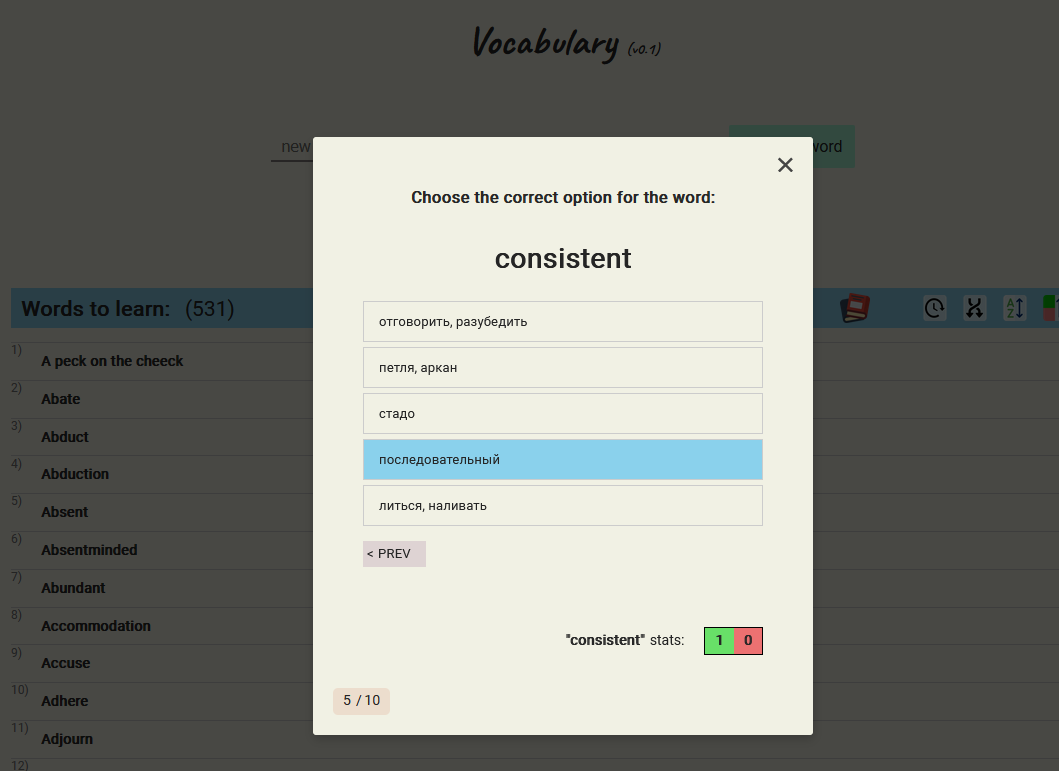 Vocabulary (v0.1)
new
word
Choose the correct option for the word:
consistent
отговорить, разубедить
петля, аркан
стадо
последовательный
литься, наливать
< PREV
"consistent" stats: 1 0
5 / 10
Words to learn: (531)
1) A peck on the cheeck
2) Abate
3) Abduct
4) Abduction
5) Absent
6) Absentminded
7) Abundant
8) Accommodation
9) Accuse
10) Adhere
11) Adjourn
12)